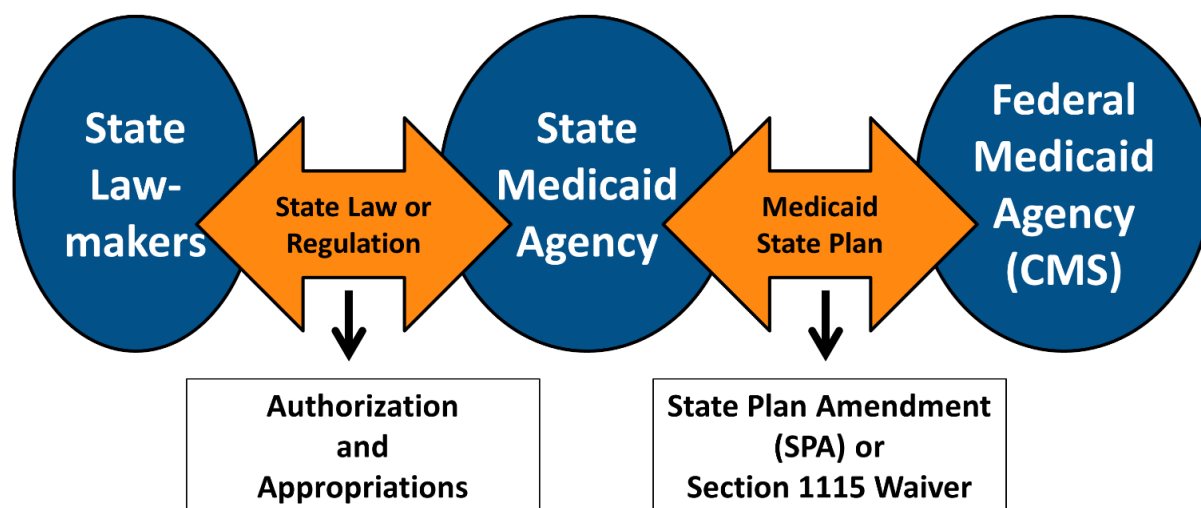 State
Law-
makers
State Law or
Regulation
State
Medicaid
Agency
Medicaid
State Plan
Federal
Medicaid
Agency
(CMS)
Authorization
and
Appropriations
State Plan Amendment
(SPA) or
Section 1115 Waiver